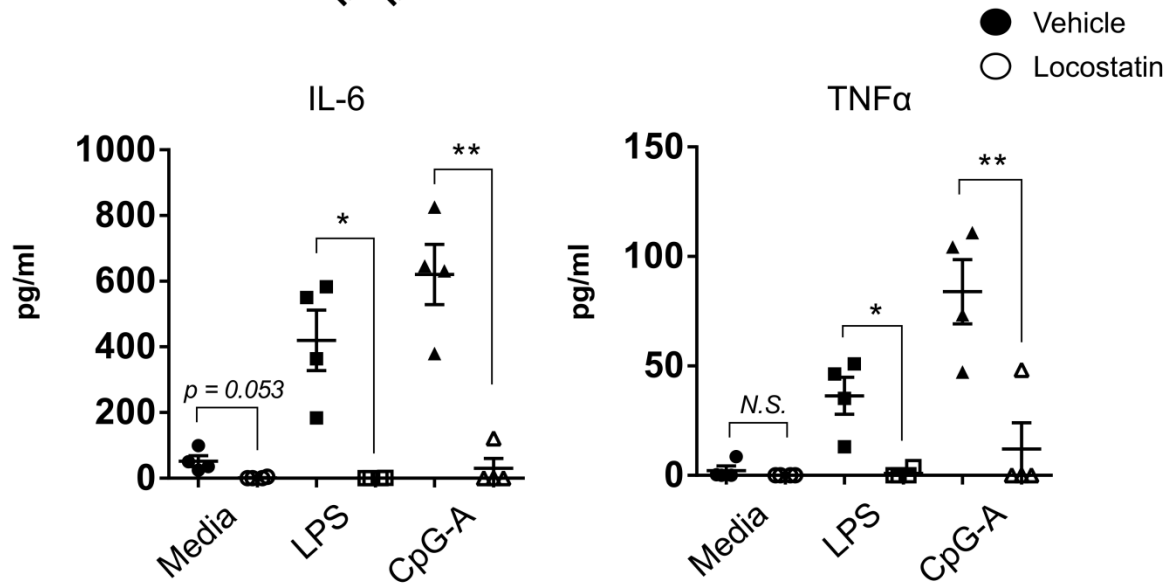 Vehicle
Locostatin
IL-6
pg/ml
1000
800
600
400
200
0
p = 0.053
*
**
Media
LPS
CpG-A
TNFα
pg/ml
150
100
50
0
N.S.
*
**
Media
LPS
CpG-A